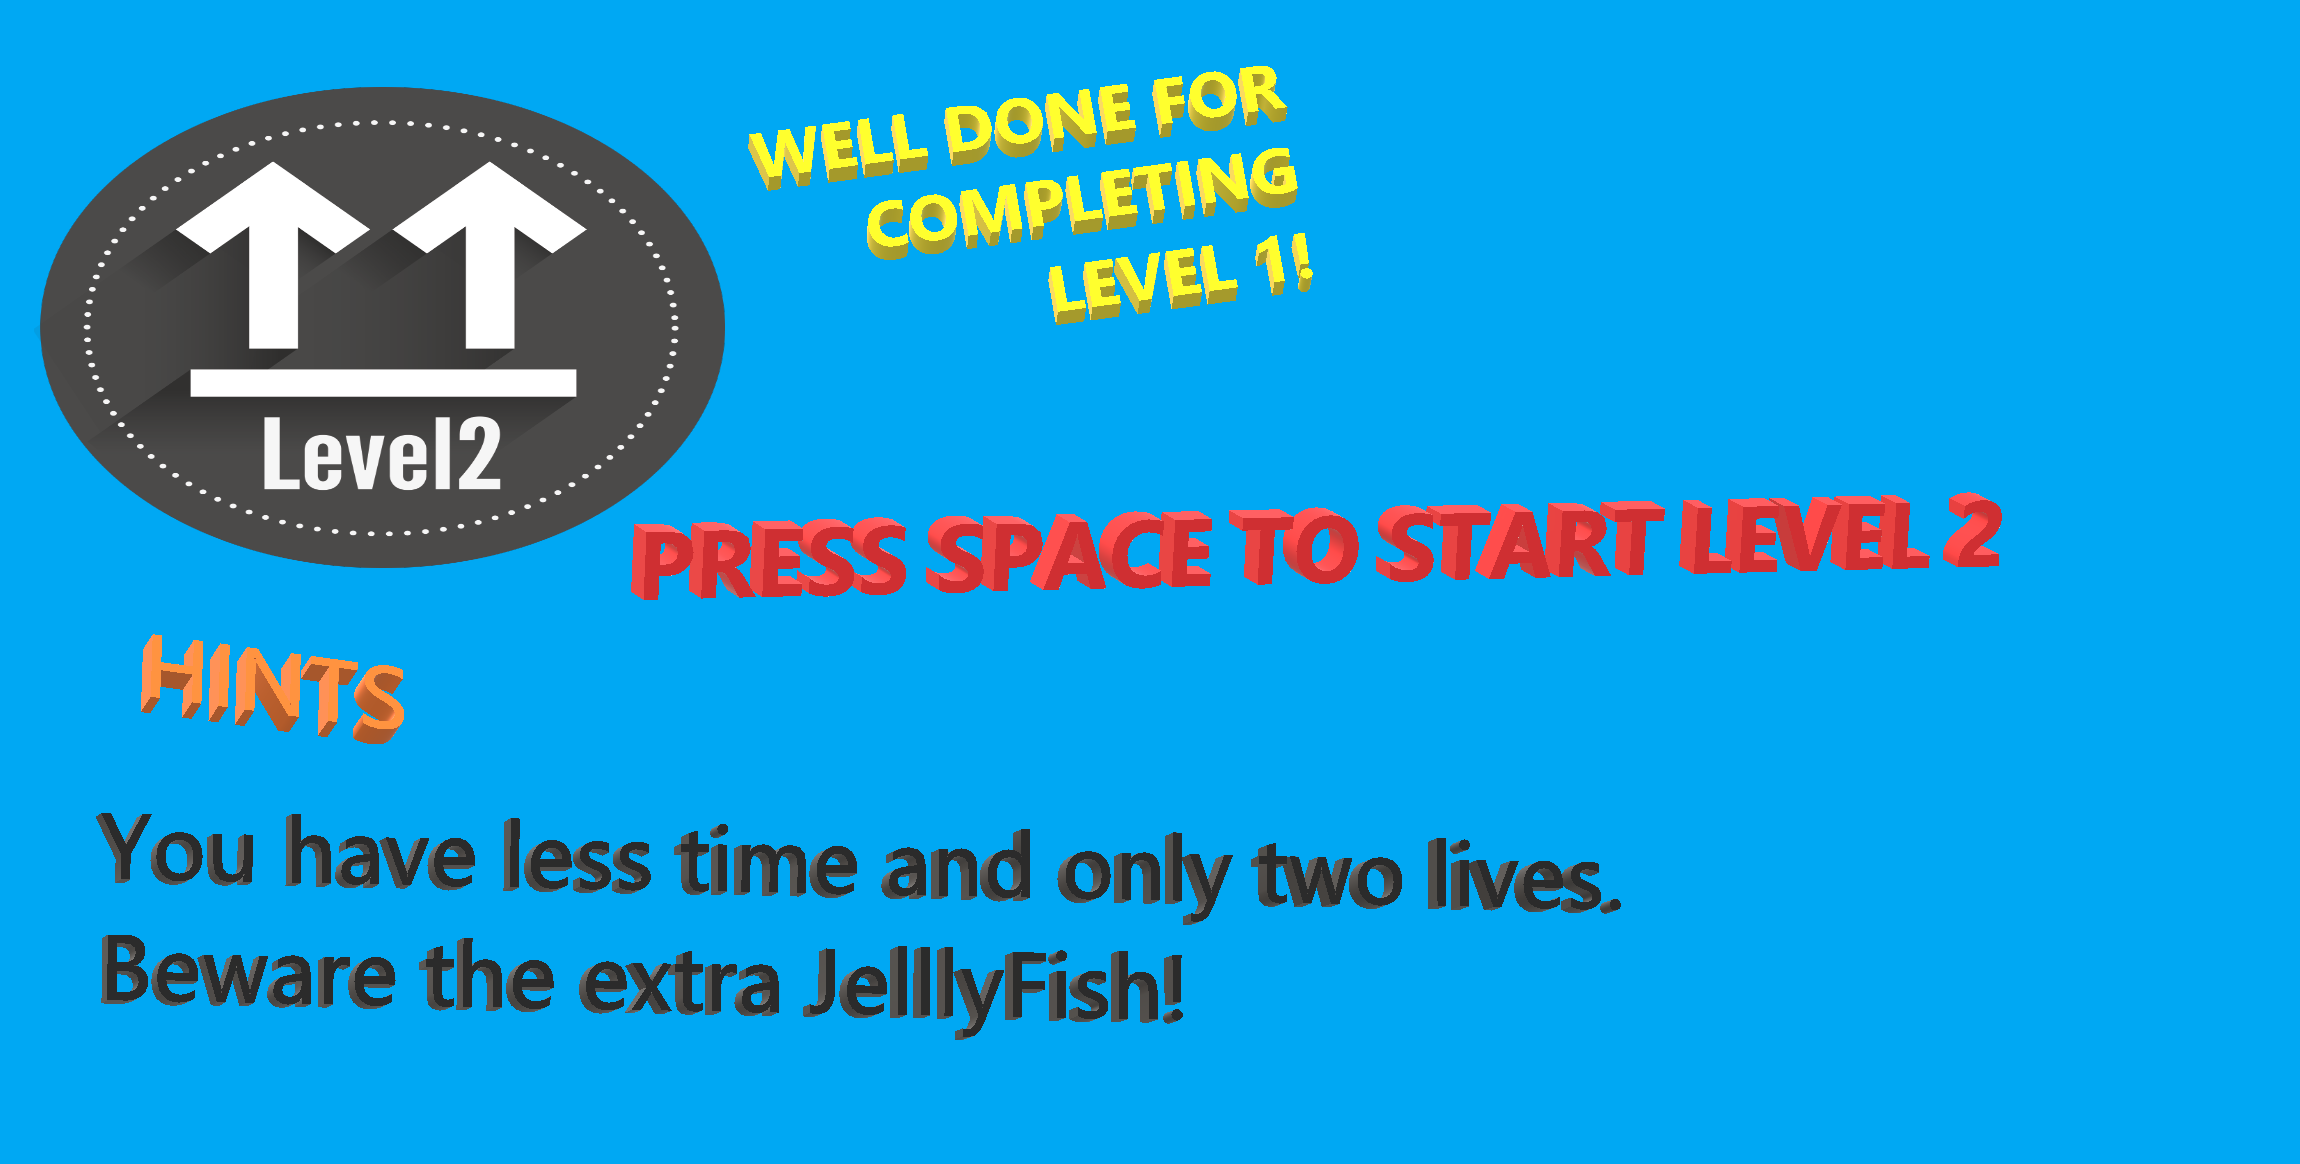 WELL DONE FOR
COMPLETING
LEVEL 1!
Level2
PRESS SPACE TO START LEVEL 2
HINTS
You have less time and only two lives.
Beware the extra JelllyFish!